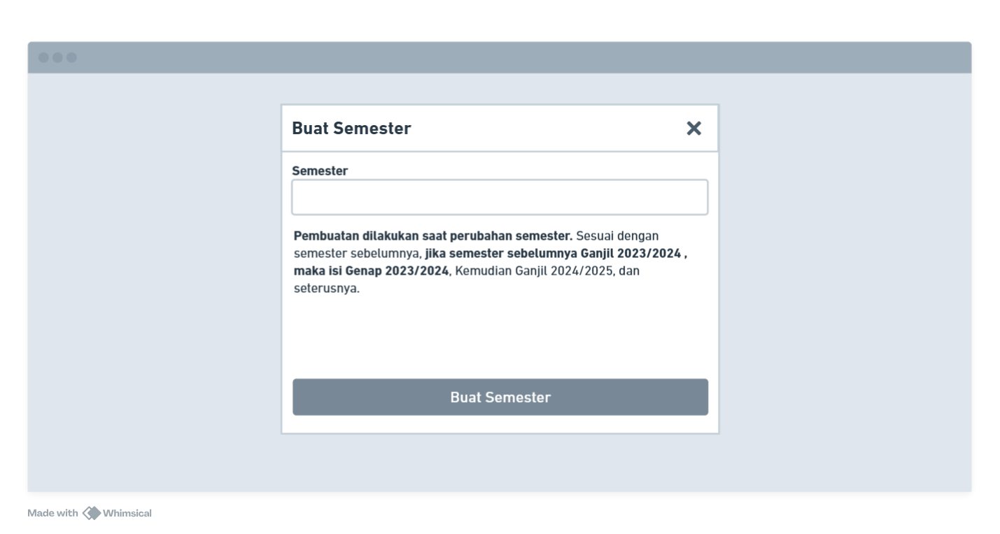 Buat Semester
Semester
Pembuatan dilakukan saat perubahan semester. Sesuai dengan
semester sebelumnya, jika semester sebelumnya Ganjil 2023/2024 ,
maka isi Genap 2023/2024, Kemudian Ganjil 2024/2025, dan
seterusnya.
Buat Semester
Made with Whimsical